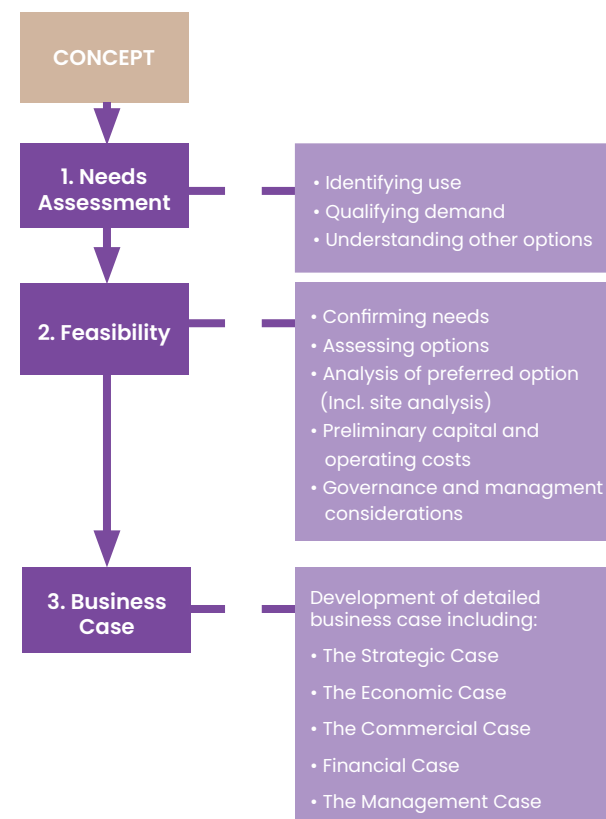 CONCEPT
1. Needs
Assessment
• Identifying use
• Qualifying demand
• Understanding other options
2. Feasibility
• Confirming needs
• Assessing options
• Analysis of preferred option
(Incl. site analysis)
• Preliminary capital and
operating costs
• Governance and managment
considerations
3. Business
Case
Development of detailed
business case including:
• The Strategic Case
• The Economic Case
• The Commercial Case
• Financial Case
• The Management Case